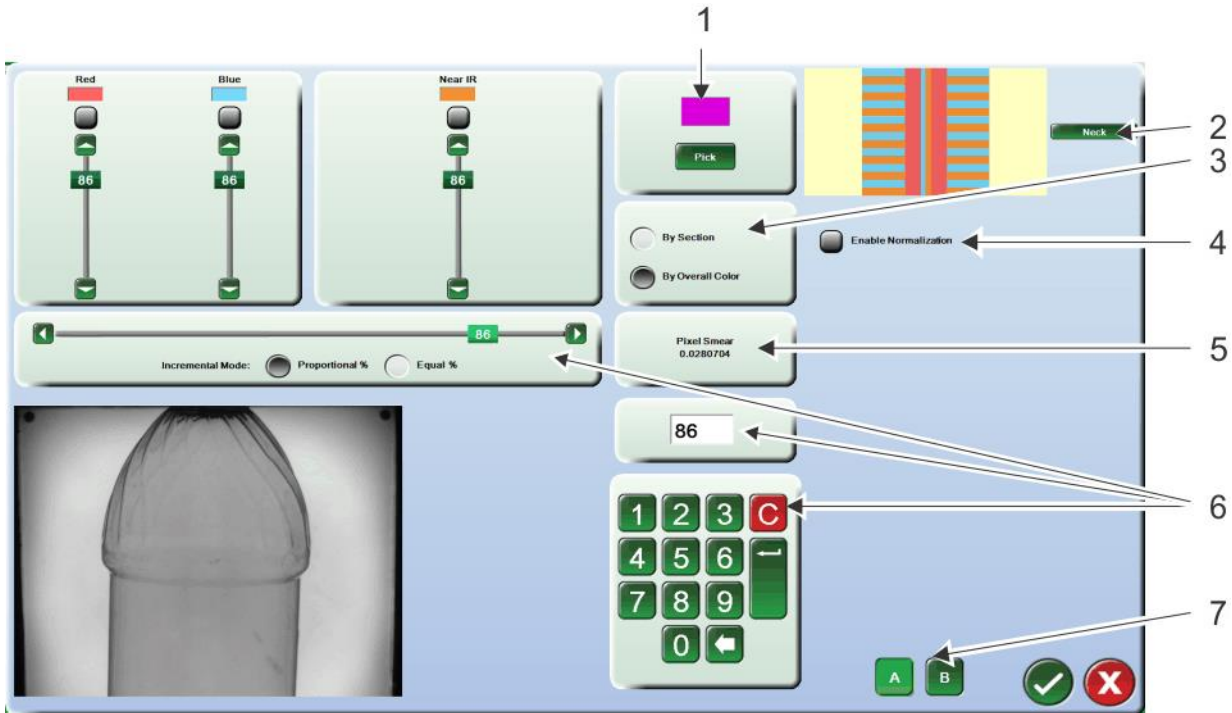 1
Red
Blue
Near IR
Pick
Neck
2
3
86
86
86
By Section
Enable Normalization
4
By Overall Color
86
Pixel Smear
0.0280704
5
Incremental Mode: Proportional % Equal %
86
6
1 2 3 C
4 5 6
7 8 9
0
7
A B